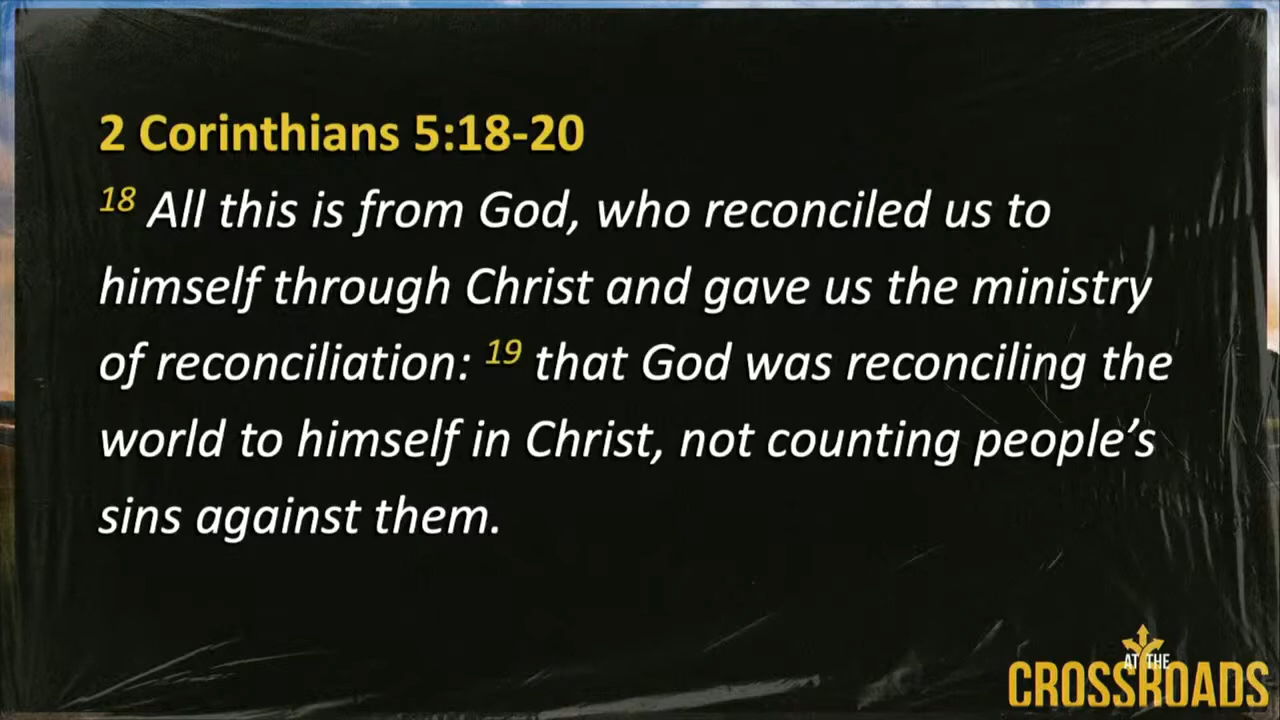 2 Corinthians 5:18-20
18 All this is from God, who reconciled us to
himself through Christ and gave us the ministry
of reconciliation: 19 that God was reconciling the
world to himself in Christ, not counting people’s
sins against them.
AT THE
CROSSROADS